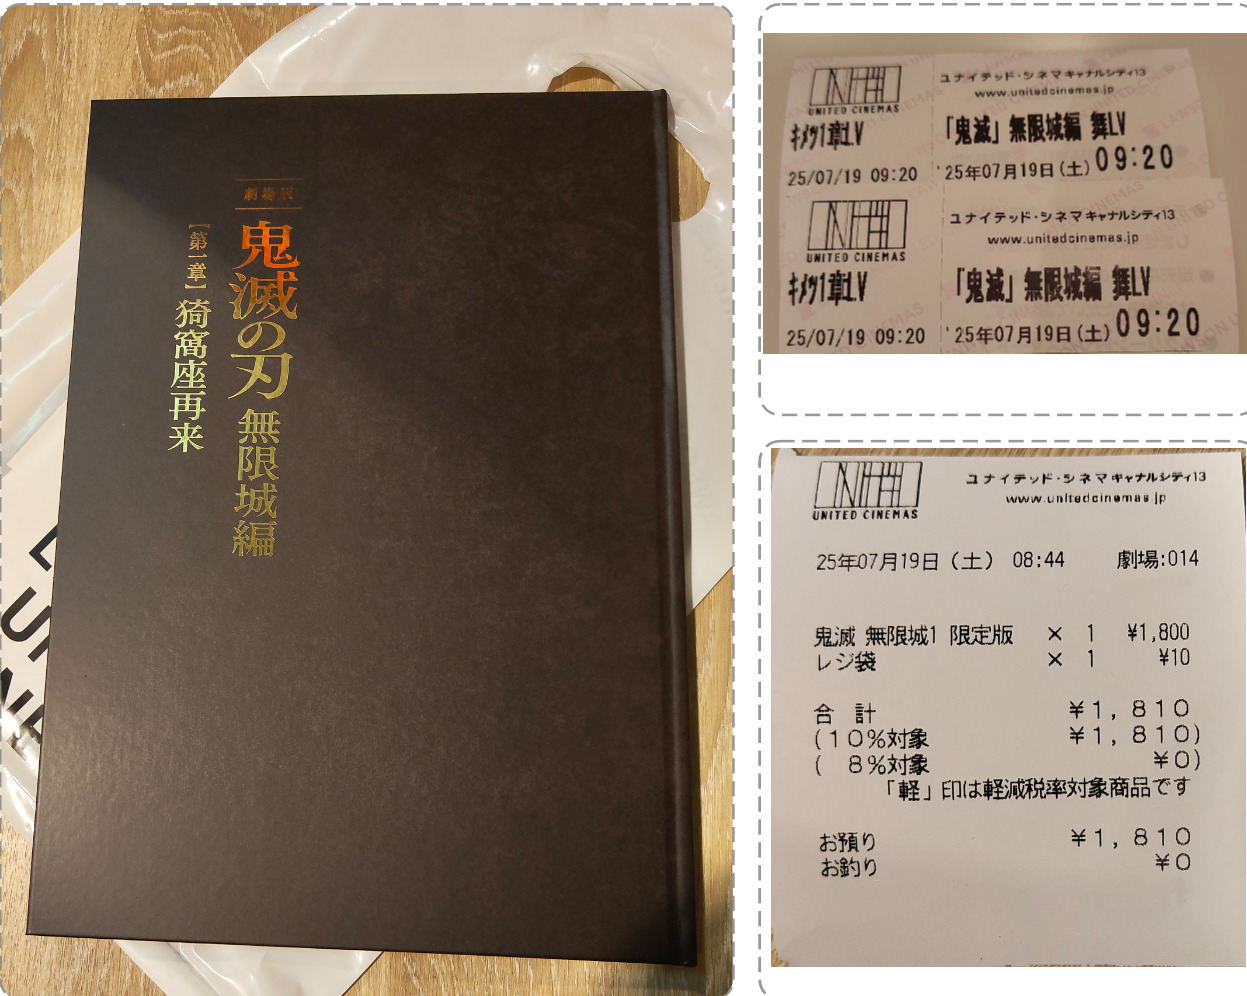 劇場版
鬼滅の刃 無限城編
【第一章】猗窩座再来
UNITED CINEMAS
キメツ1章LV
25/07/19 09:20
ユナイテッド・シネマキャナルシティ13
www.unitedcinemas.jp
「鬼滅」無限城編 舞LV
'25年07月19日(土) 09:20
UNITED CINEMAS
キメツ1章LV
25/07/19 09:20
ユナイテッド・シネマキャナルシティ13
www.unitedcinemas.jp
「鬼滅」無限城編 舞LV
'25年07月19日(土) 09:20
UNITED CINEMAS
ユナイテッド・シネマキャナルシティ13
www.unitedcinemas.jp
25年07月19日(土) 08:44 劇場:014
鬼滅 無限城1 限定版 × 1 ¥1,800
レジ袋 × 1 ¥10
合 計 ¥1,810
(10%対象 ¥1,810)
( 8%対象 ¥0)
「軽」印は軽減税率対象商品です
お預り ¥1,810
お釣り ¥0